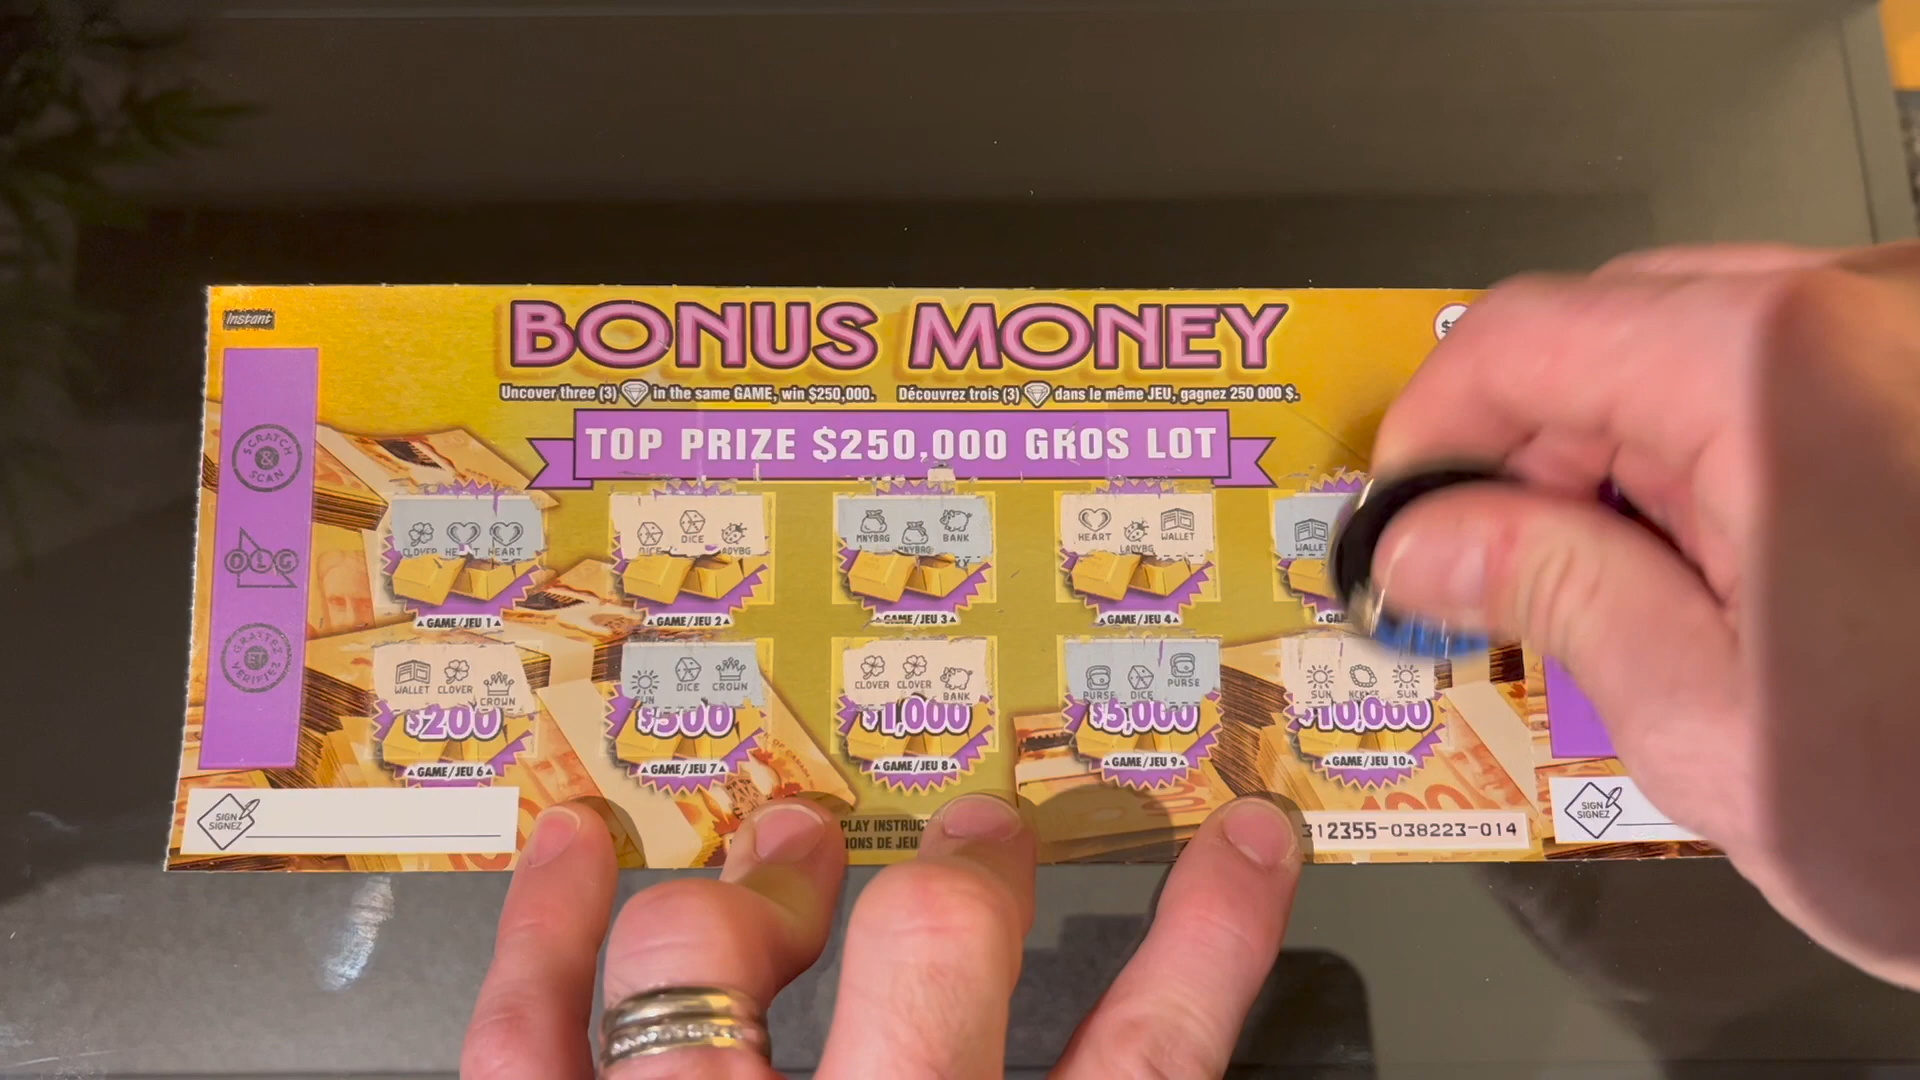 Instant
BONUS MONEY
Uncover three (3) in the same GAME, win $250,000. Découvrez trois (3) dans le même JEU, gagnez 250 000 $.
TOP PRIZE $250,000 GROS LOT
SCRATCH & SCAN
OLG
GRATTEZ ET VÉRIFIEZ
CLOVER HEART HEART
DICE DICE LADYBG
MNYBAG MNYBAG BANK
HEART LADYBG WALLET
WALLET
GAME/JEU 1
GAME/JEU 2
GAME/JEU 3
GAME/JEU 4
WALLET CLOVER CROWN
SUN DICE CROWN
CLOVER CLOVER BANK
PURSE DICE PURSE
SUN NCKLCE SUN
$200
$500
$1,000
$5,000
$10,000
GAME/JEU 6
GAME/JEU 7
GAME/JEU 8
GAME/JEU 9
GAME/JEU 10
SIGN
SIGNEZ
PLAY
DE JEU
312355-038223-014
SIGN
SIGNEZ